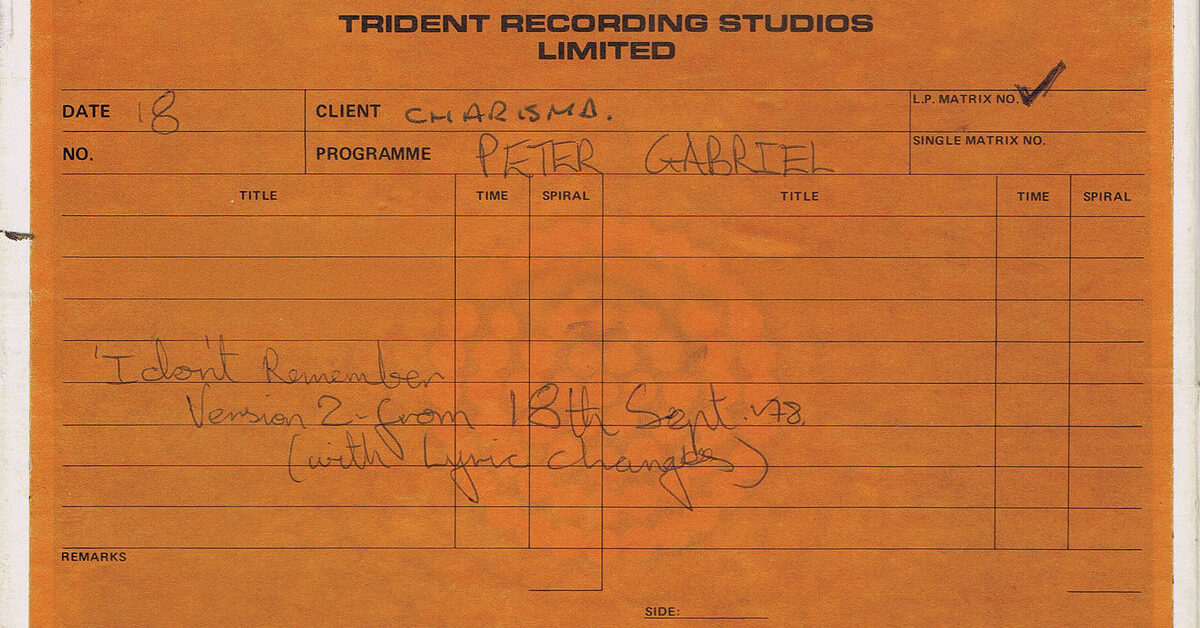 TRIDENT RECORDING STUDIOS
LIMITED
DATE 18
CLIENT CHARISMA.
L.P. MATRIX NO. ✓
NO.
PROGRAMME PETER GABRIEL
SINGLE MATRIX NO.
TITLE TIME SPIRAL TITLE TIME SPIRAL
'I don't Remember
Version 2 - from 18th Sept. '78.
(with Lyric changes)
REMARKS
SIDE: